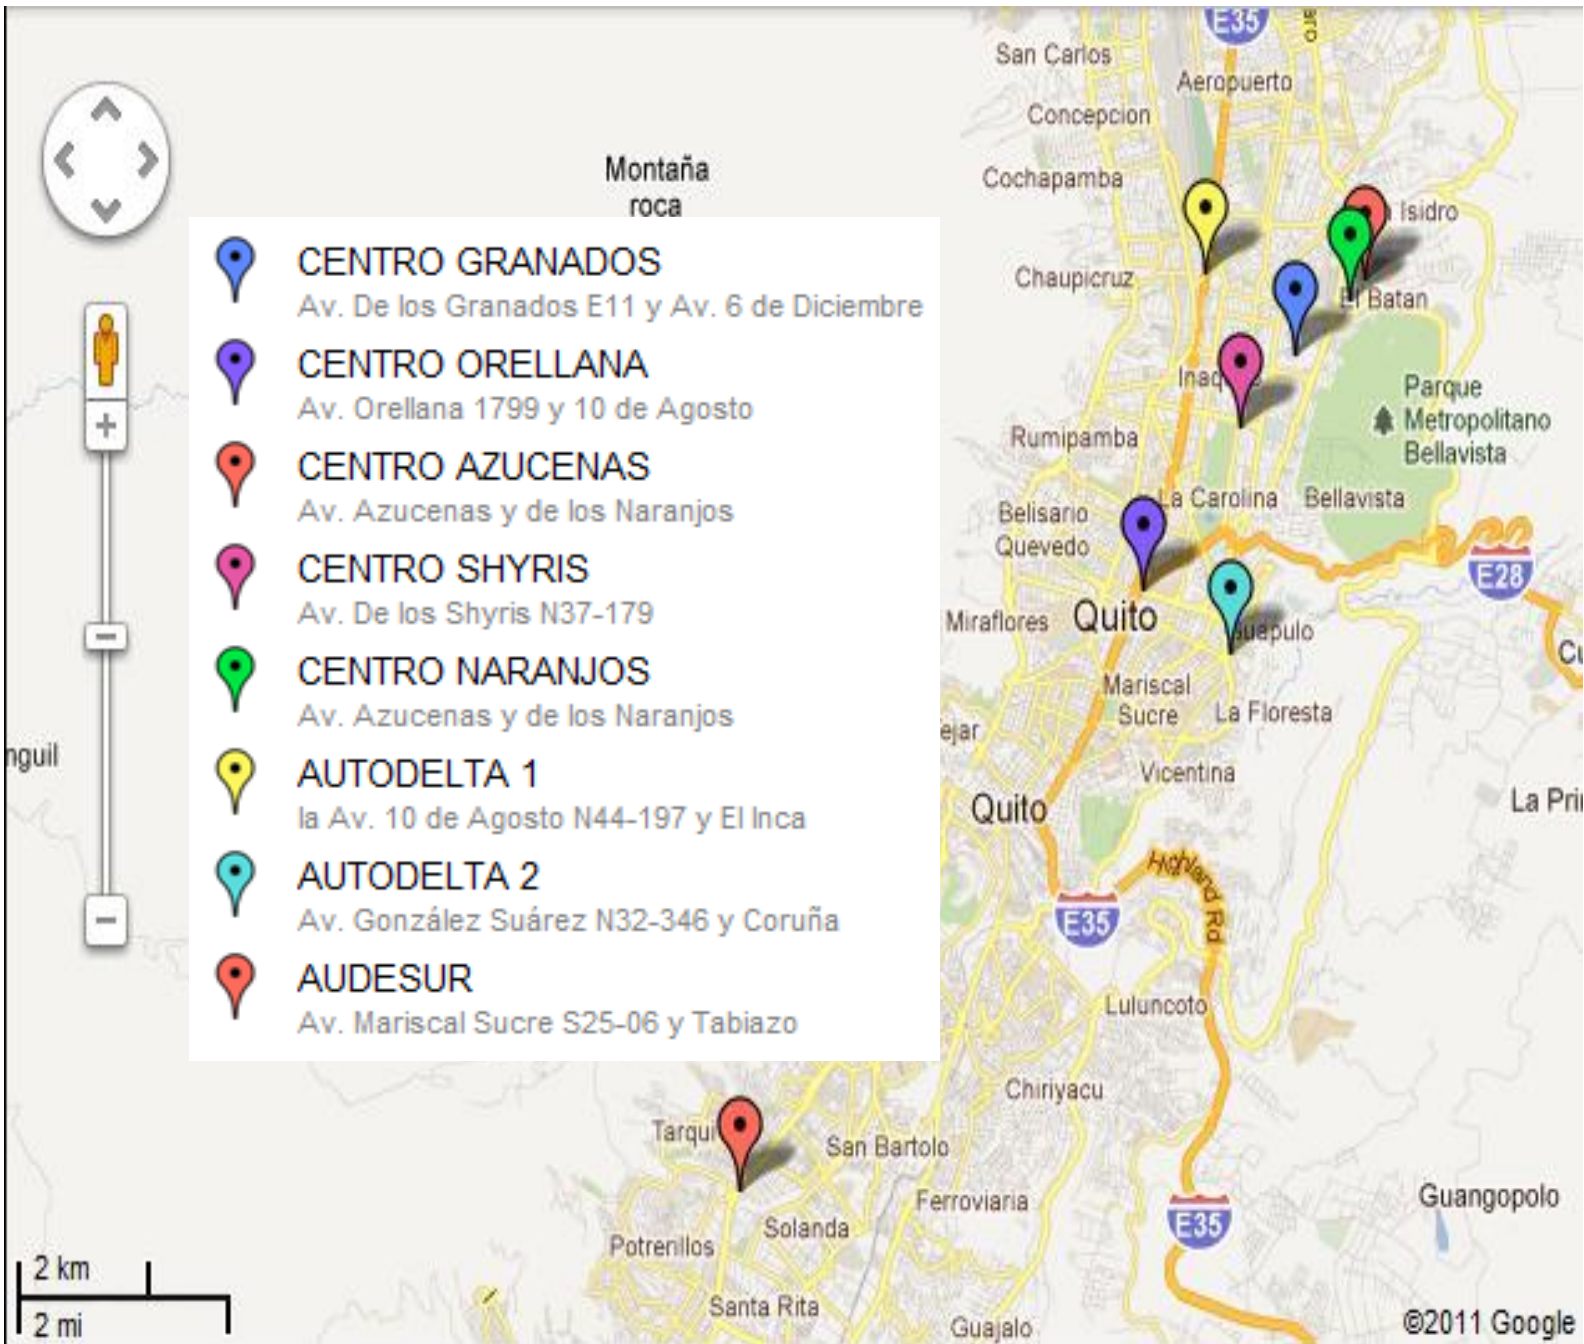 E35
San Carlos
Aeropuerto
Concepcion
Montaña
roca
Cochapamba
Isidro
Chaupicruz
El Batan
CENTRO GRANADOS
Av. De los Granados E11 y Av. 6 de Diciembre
CENTRO ORELLANA
Av. Orellana 1799 y 10 de Agosto
CENTRO AZUCENAS
Av. Azucenas y de los Naranjos
CENTRO SHYRIS
Av. De los Shyris N37-179
CENTRO NARANJOS
Av. Azucenas y de los Naranjos
AUTODELTA 1
la Av. 10 de Agosto N44-197 y El Inca
AUTODELTA 2
Av. González Suárez N32-346 y Coruña
AUDESUR
Av. Mariscal Sucre S25-06 y Tabiazo
Parque
Metropolitano
Bellavista
Rumipamba
La Carolina
Bellavista
Belisario
Quevedo
E28
Miraflores
Quito
Mariscal
Sucre
La Floresta
Vicentina
Quito
La Prin
Highland Rd
E35
Luluncoto
Chiriyacu
Tarqui
San Bartolo
Ferroviaria
Guangopolo
E35
Solanda
Potrerillos
Santa Rita
Guajalo
2 km
2 mi
©2011 Google